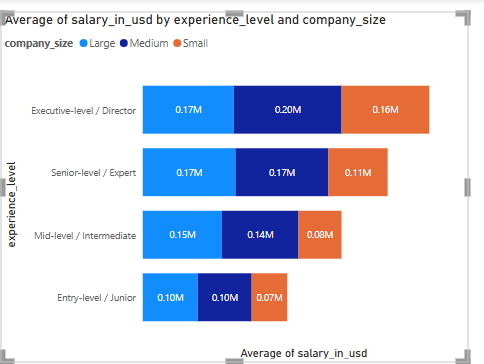 Average of salary_in_usd by experience_level and company_size
company_size Large Medium Small
Executive-level / Director 0.17M 0.20M 0.16M
Senior-level / Expert 0.17M 0.17M 0.11M
experience_level
Mid-level / Intermediate 0.15M 0.14M 0.08M
Entry-level / Junior 0.10M 0.10M 0.07M
Average of salary_in_usd